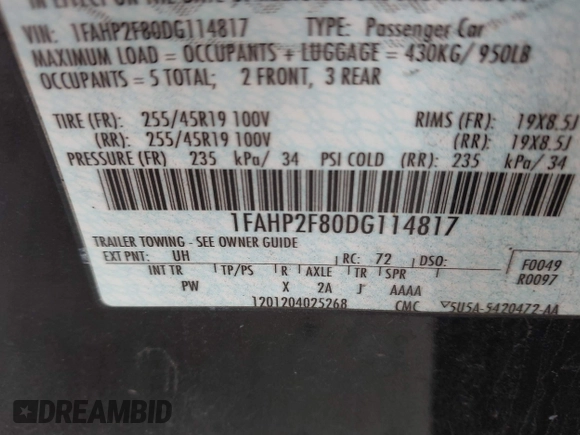 VIN: 1FAHP2F80DG114817 TYPE: Passenger Car
MAXIMUM LOAD = OCCUPANTS + LUGGAGE = 430KG/ 950LB
OCCUPANTS = 5 TOTAL; 2 FRONT, 3 REAR
TIRE (FR): 255/45R19 100V RIMS (FR): 19X8.5J
(RR): 255/45R19 100V (RR): 19X8.5J
PRESSURE (FR) 235 kPa/ 34 PSI COLD (RR): 235 kPa/ 34
1FAHP2F80DG114817
TRAILER TOWING - SEE OWNER GUIDE
EXT PNT: UH RC: 72 DSO: F0049
INT TR TP/PS R AXLE TR SPR R0097
PW X 2A J AAAA
1201204025268 CMC 5U5A-5420472-AA
DREAMBID